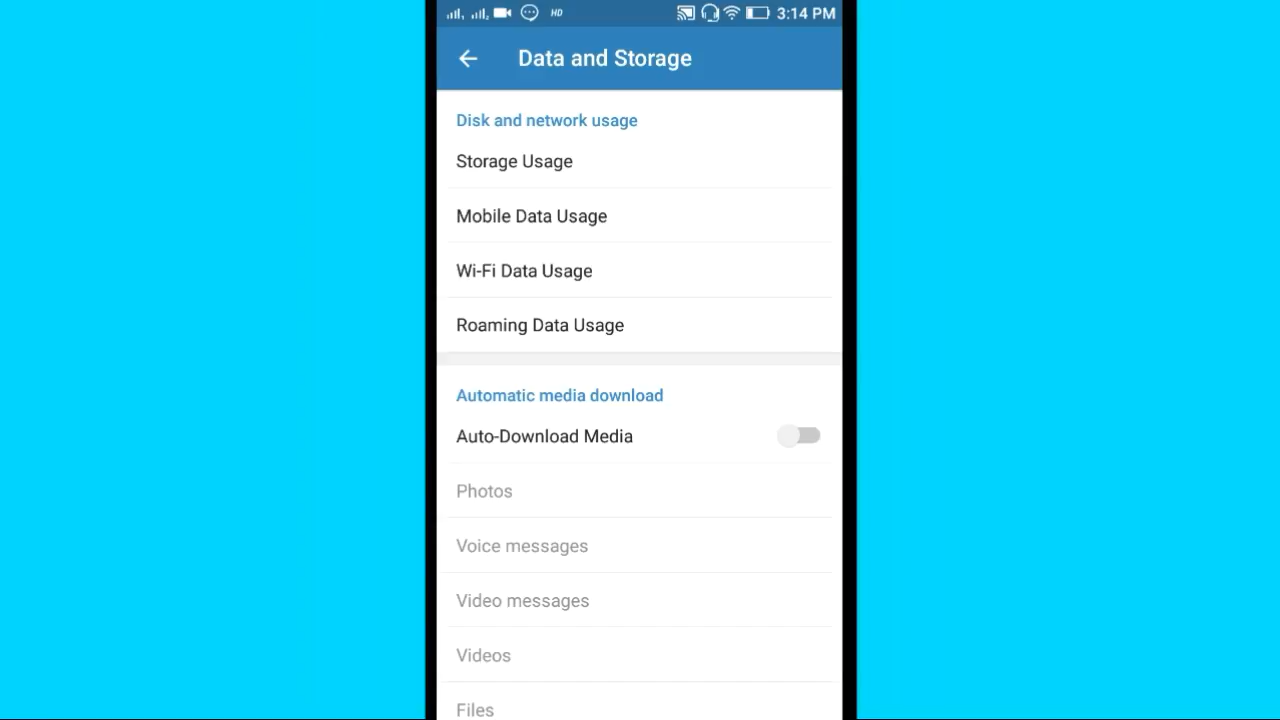 HD
3:14 PM
Data and Storage
Disk and network usage
Storage Usage
Mobile Data Usage
Wi-Fi Data Usage
Roaming Data Usage
Automatic media download
Auto-Download Media
Photos
Voice messages
Video messages
Videos
Files